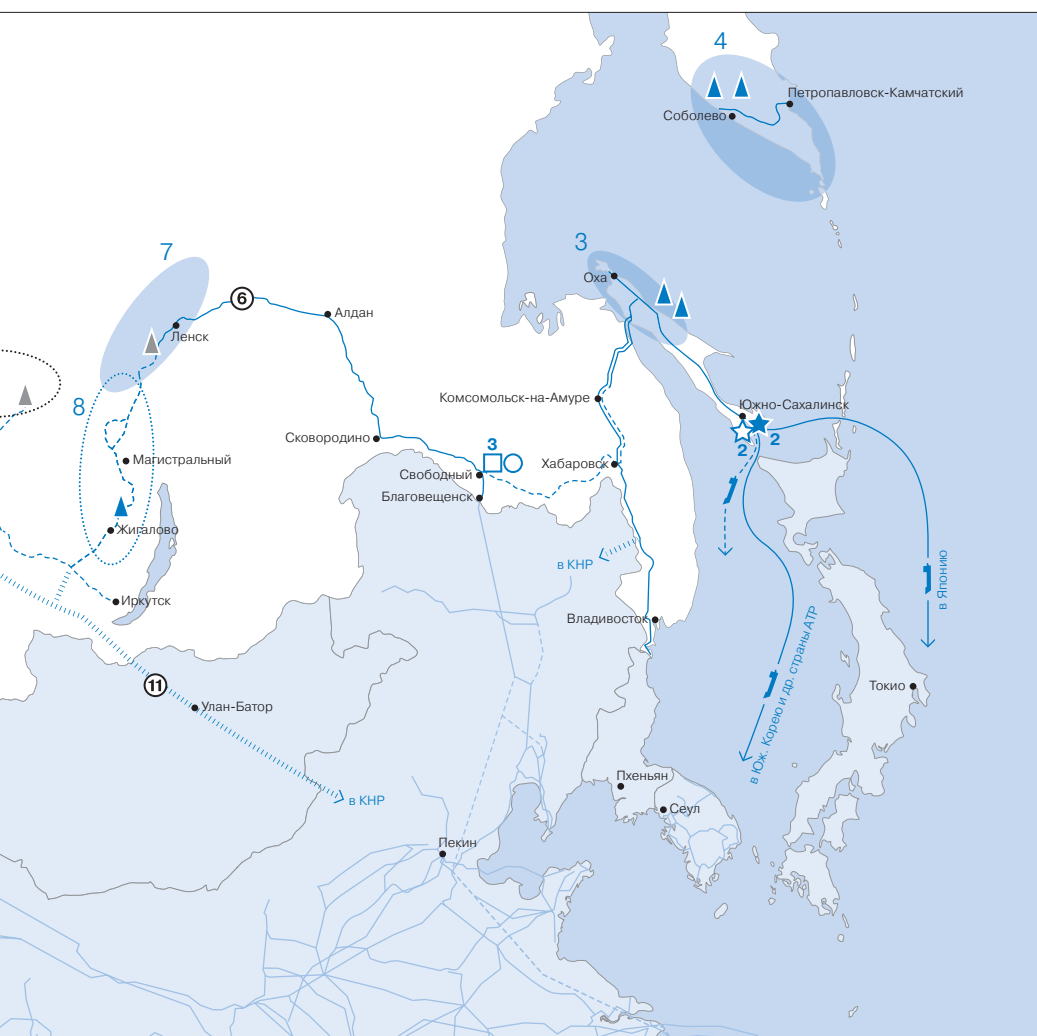 4
Петропавловск-Камчатский
Соболево
3
7
Оха
6
Алдан
Ленск
8
Комсомольск-на-Амуре
Южно-Сахалинск
2
2
Сковородино
3
Магистральный
Свободный
Хабаровск
Благовещенск
Жигалово
в КНР
в Японию
Иркутск
Владивосток
в Юж. Корею и др. страны АТР
11
Токио
Улан-Батор
Пхеньян
в КНР
Сеул
Пекин